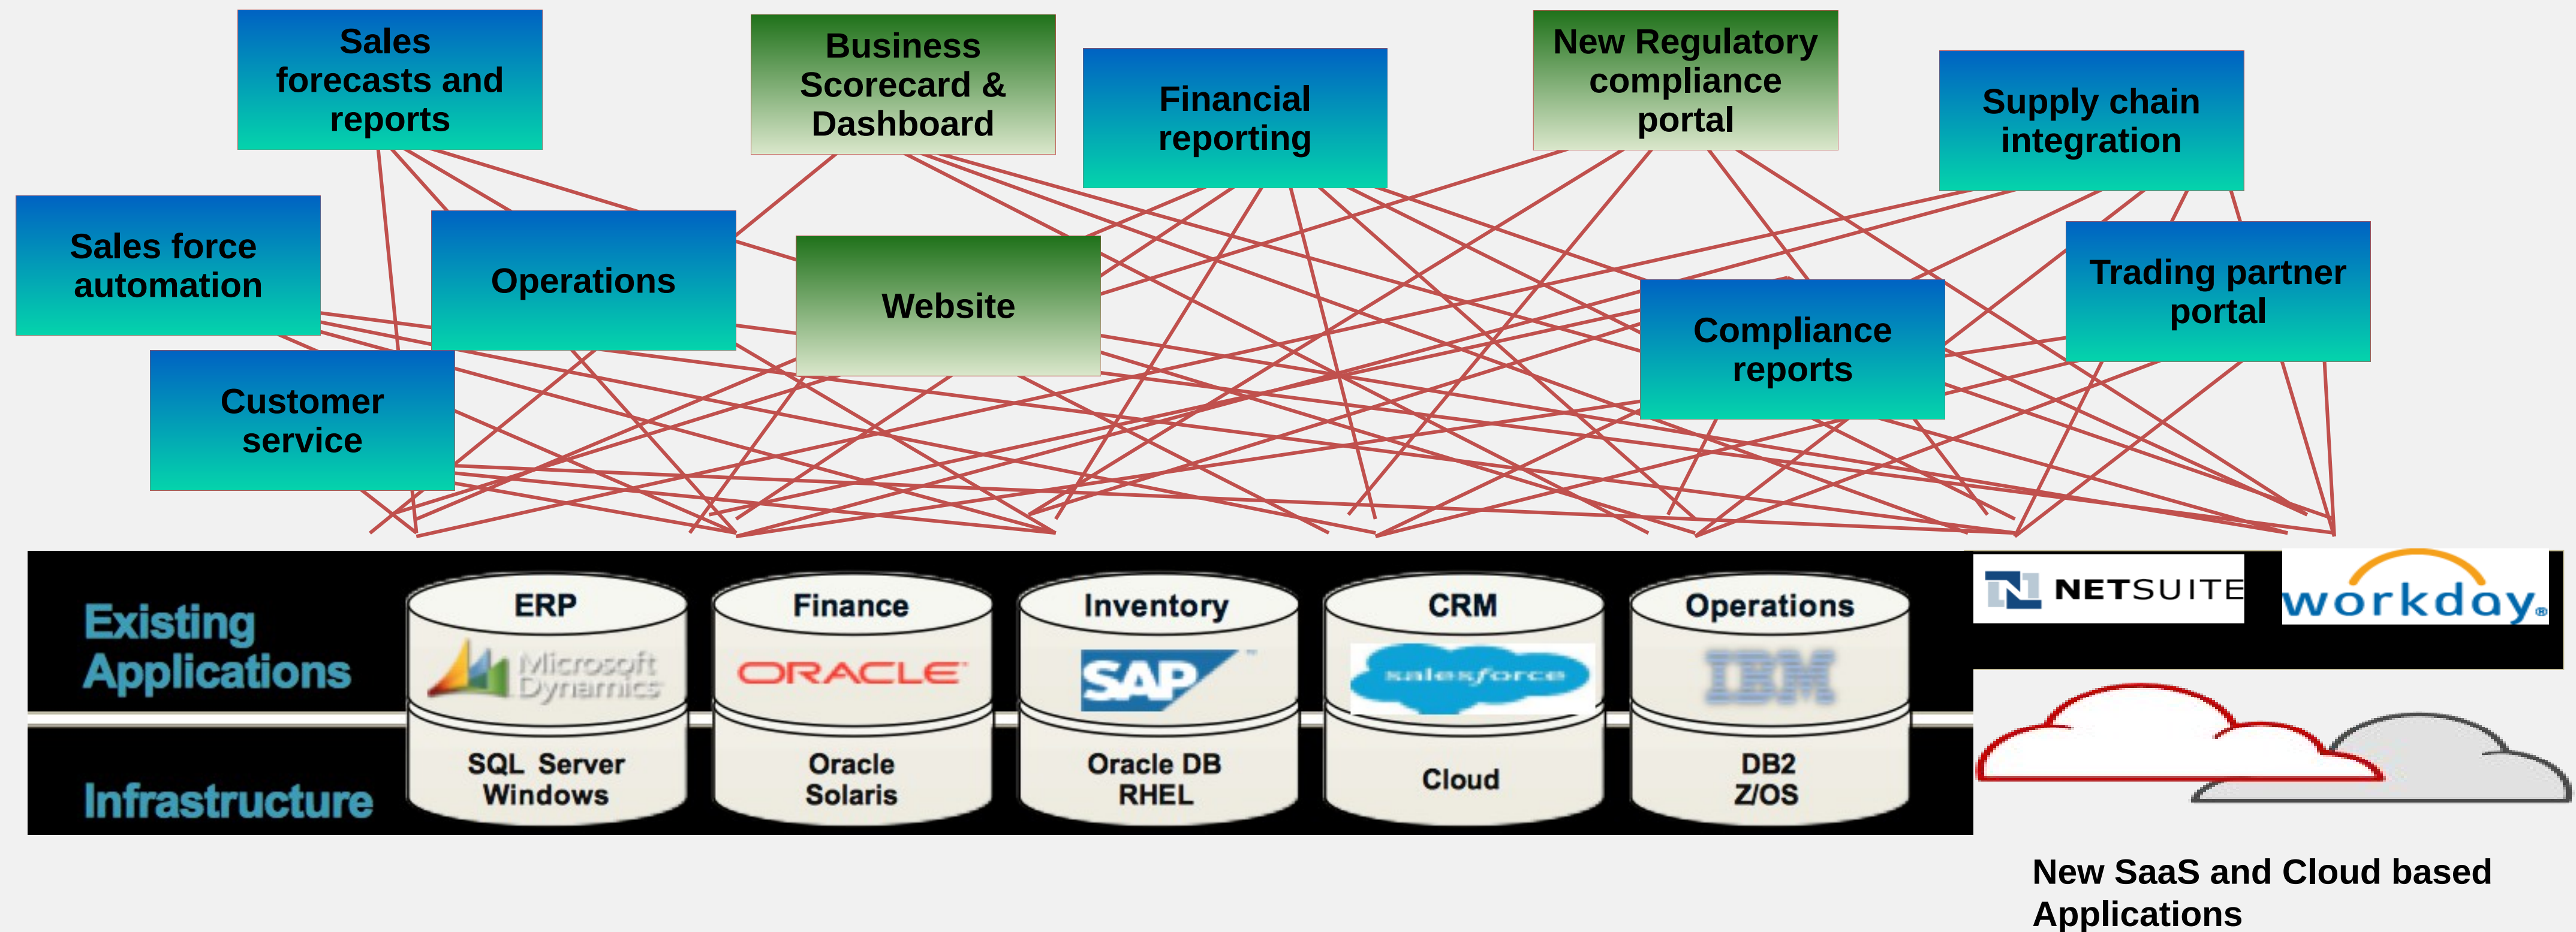 Sales
forecasts and
reports
Business
Scorecard &
Dashboard
Financial
reporting
New Regulatory
compliance
portal
Supply chain
integration
Sales force
automation
Operations
Website
Trading partner
portal
Compliance
reports
Customer
service
Existing
Applications
ERP
Microsoft
Dynamics
Finance
ORACLE
Inventory
SAP
CRM
salesforce
Operations
IBM
NETSUITE
workday®
Infrastructure
SQL Server
Windows
Oracle
Solaris
Oracle DB
RHEL
Cloud
DB2
Z/OS
New SaaS and Cloud based
Applications